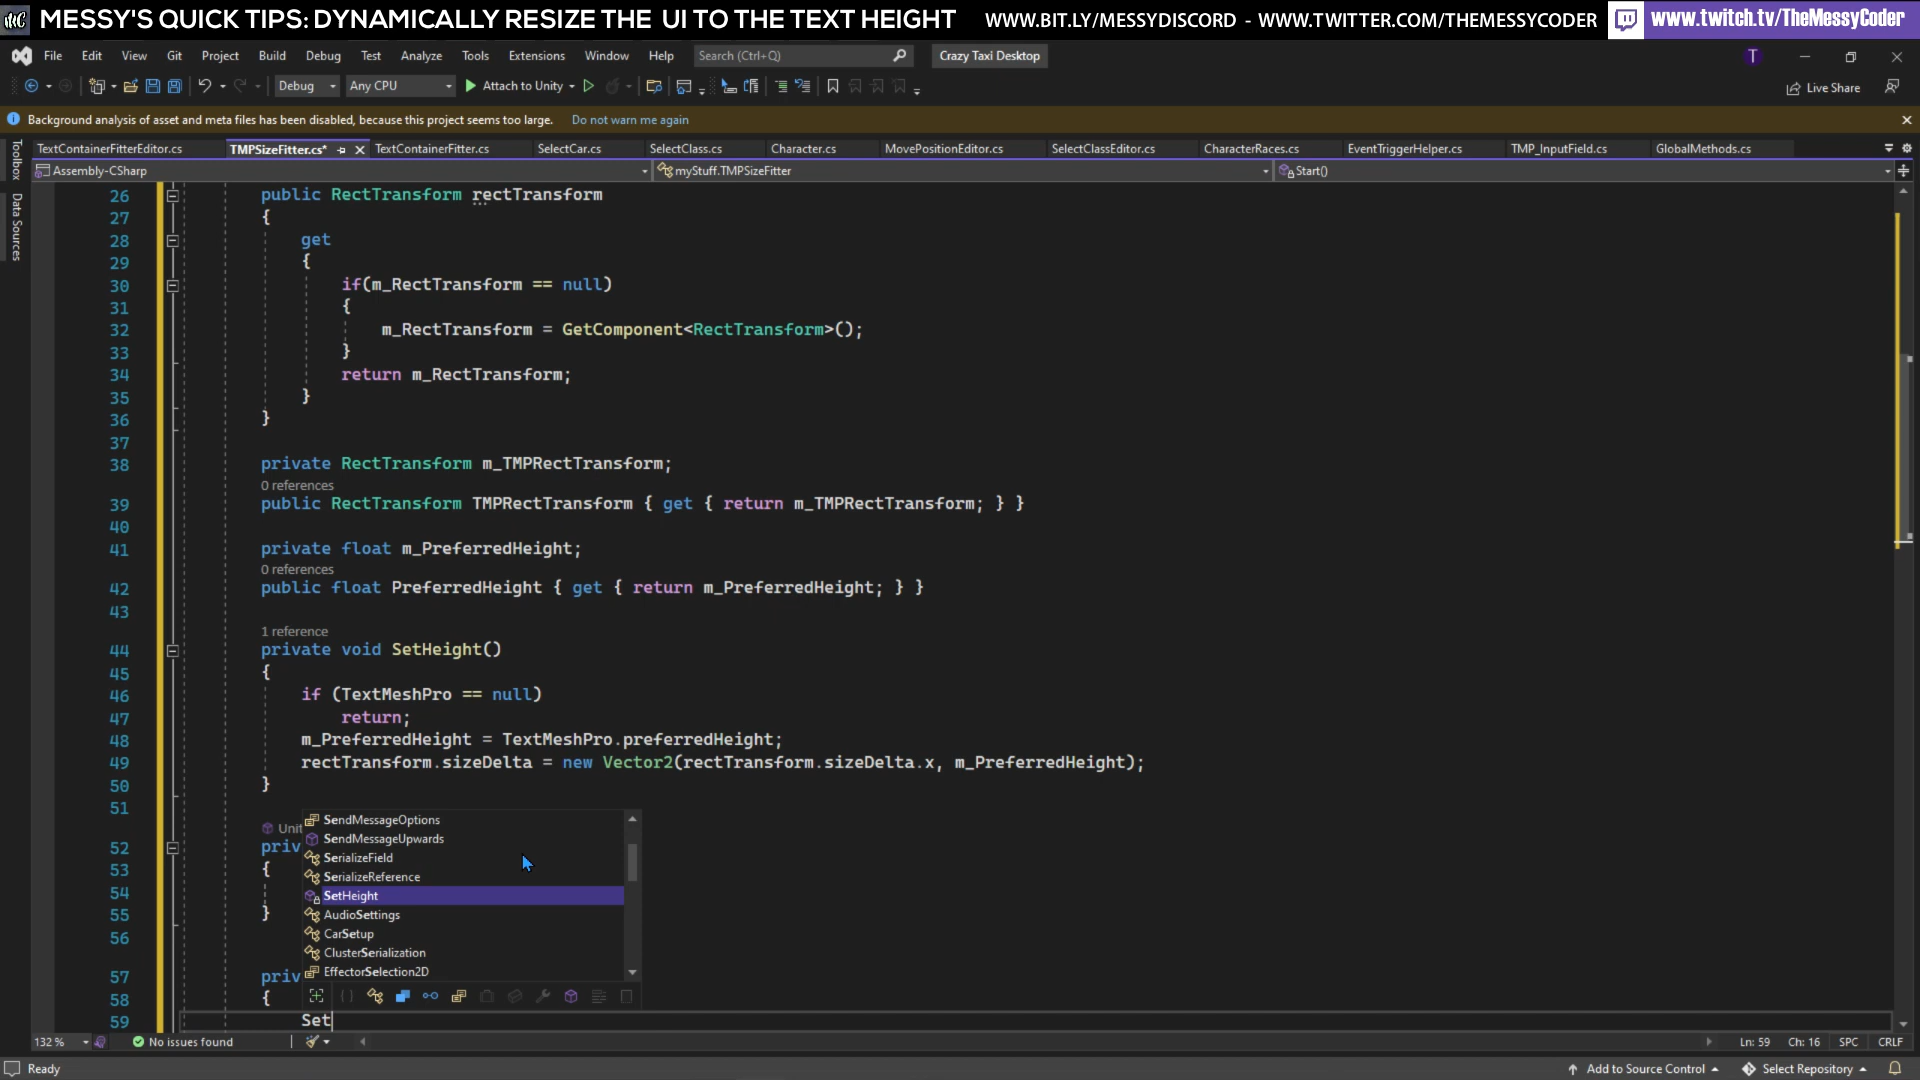 MESSY'S QUICK TIPS: DYNAMICALLY RESIZE THE UI TO THE TEXT HEIGHT
WWW.BIT.LY/MESSYDISCORD - WWW.TWITTER.COM/THEMESSYCODER
www.twitch.tv/TheMessyCoder
File Edit View Git Project Build Debug Test Analyze Tools Extensions Window Help Search (Ctrl+Q) Crazy Taxi Desktop T
Debug Any CPU Attach to Unity Live Share
Background analysis of asset and meta files has been disabled, because this project seems too large. Do not warn me again
Toolbox
Data Sources
TextContainerFitterEditor.cs TMPSizeFitter.cs* TextContainerFitter.cs SelectCar.cs SelectClass.cs Character.cs MovePositionEditor.cs SelectClassEditor.cs CharacterRaces.cs EventTriggerHelper.cs TMP_InputField.cs GlobalMethods.cs
Assembly-CSharp myStuff.TMPSizeFitter Start()
26 public RectTransform rectTransform
27 {
28 get
29 {
30 if(m_RectTransform == null)
31 {
32 m_RectTransform = GetComponent<RectTransform>();
33 }
34 return m_RectTransform;
35 }
36 }
37
38 private RectTransform m_TMPRectTransform;
0 references
39 public RectTransform TMPRectTransform { get { return m_TMPRectTransform; } }
40
41 private float m_PreferredHeight;
0 references
42 public float PreferredHeight { get { return m_PreferredHeight; } }
43
1 reference
44 private void SetHeight()
45 {
46 if (TextMeshPro == null)
47 return;
48 m_PreferredHeight = TextMeshPro.preferredHeight;
49 rectTransform.sizeDelta = new Vector2(rectTransform.sizeDelta.x, m_PreferredHeight);
50 }
51
SendMessageOptions
Unit
SendMessageUpwards
52 priv
SerializeField
53 {
SerializeReference
54
SetHeight
55 }
AudioSettings
56
CarSetup
ClusterSerialization
57 priv
EffectorSelection2D
58 {
59 Set
132 % No issues found Ln: 59 Ch: 16 SPC CRLF
Ready Add to Source Control Select Repository